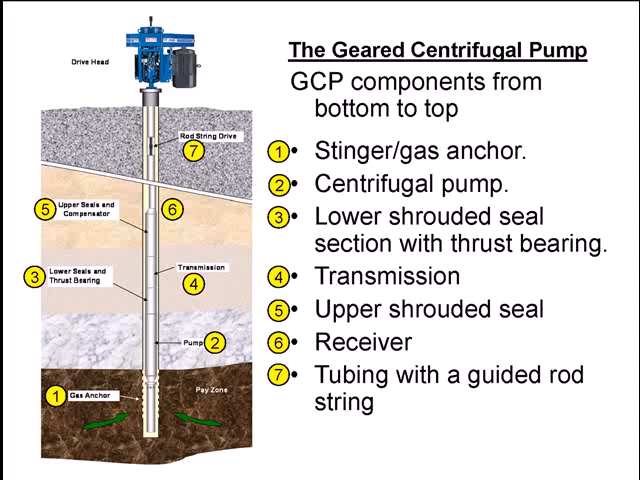 The Geared Centrifugal Pump
GCP components from
bottom to top
1 • Stinger/gas anchor.
2 • Centrifugal pump.
3 • Lower shrouded seal
section with thrust bearing.
4 • Transmission
5 • Upper shrouded seal
6 • Receiver
7 • Tubing with a guided rod
string
Drive Head
Rod String Drive
7
5
Upper Seals and
Compensator
6
3
Lower Seals and
Thrust Bearing
Transmission
4
Pump
2
1
Gas Anchor
Pay Zone